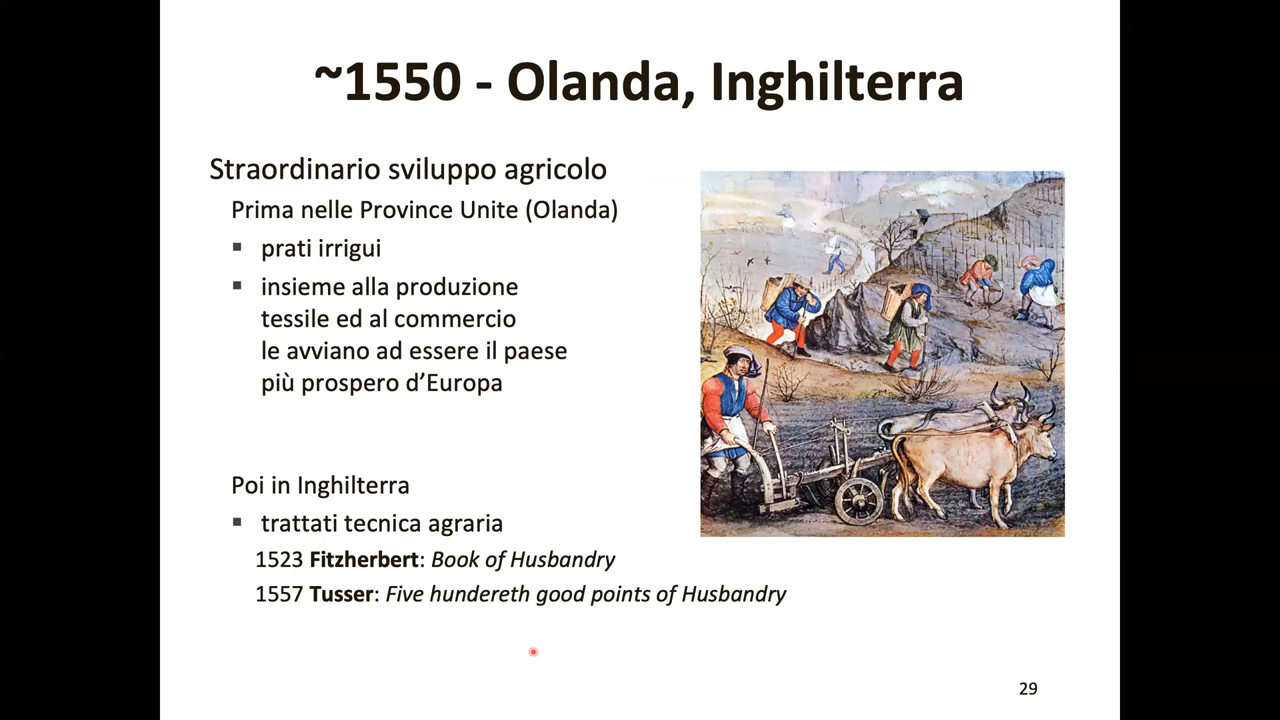 ~1550 - Olanda, Inghilterra
Straordinario sviluppo agricolo
Prima nelle Province Unite (Olanda)
▪ prati irrigui
▪ insieme alla produzione
tessile ed al commercio
le avviano ad essere il paese
più prospero d’Europa
Poi in Inghilterra
▪ trattati tecnica agraria
1523 Fitzherbert: Book of Husbandry
1557 Tusser: Five hundereth good points of Husbandry
29